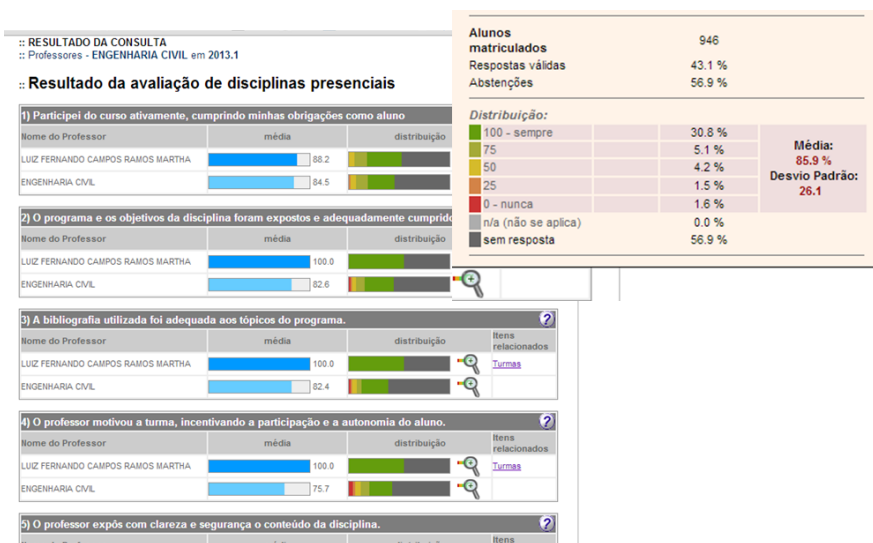 :: RESULTADO DA CONSULTA
:: Professores - ENGENHARIA CIVIL em 2013.1
:: Resultado da avaliação de disciplinas presenciais
1) Participei do curso ativamente, cumprindo minhas obrigações como aluno
Nome do Professor média distribuição
LUIZ FERNANDO CAMPOS RAMOS MARTHA 88.2
ENGENHARIA CIVIL 84.5
2) O programa e os objetivos da disciplina foram expostos e adequadamente cumprido
Nome do Professor média distribuição
LUIZ FERNANDO CAMPOS RAMOS MARTHA 100.0
ENGENHARIA CIVIL 82.6
3) A bibliografia utilizada foi adequada aos tópicos do programa. ?
Nome do Professor média distribuição Itens relacionados
LUIZ FERNANDO CAMPOS RAMOS MARTHA 100.0 Turmas
ENGENHARIA CIVIL 82.4
4) O professor motivou a turma, incentivando a participação e a autonomia do aluno. ?
Nome do Professor média distribuição Itens relacionados
LUIZ FERNANDO CAMPOS RAMOS MARTHA 100.0 Turmas
ENGENHARIA CIVIL 75.7
5) O professor expôs com clareza e segurança o conteúdo da disciplina. ?
Itens
Alunos matriculados 946
Respostas válidas 43.1 %
Abstenções 56.9 %
Distribuição:
100 - sempre 30.8 %
75 5.1 %
50 4.2 %
25 1.5 %
0 - nunca 1.6 %
n/a (não se aplica) 0.0 %
sem resposta 56.9 %
Média:
85.9 %
Desvio Padrão:
26.1